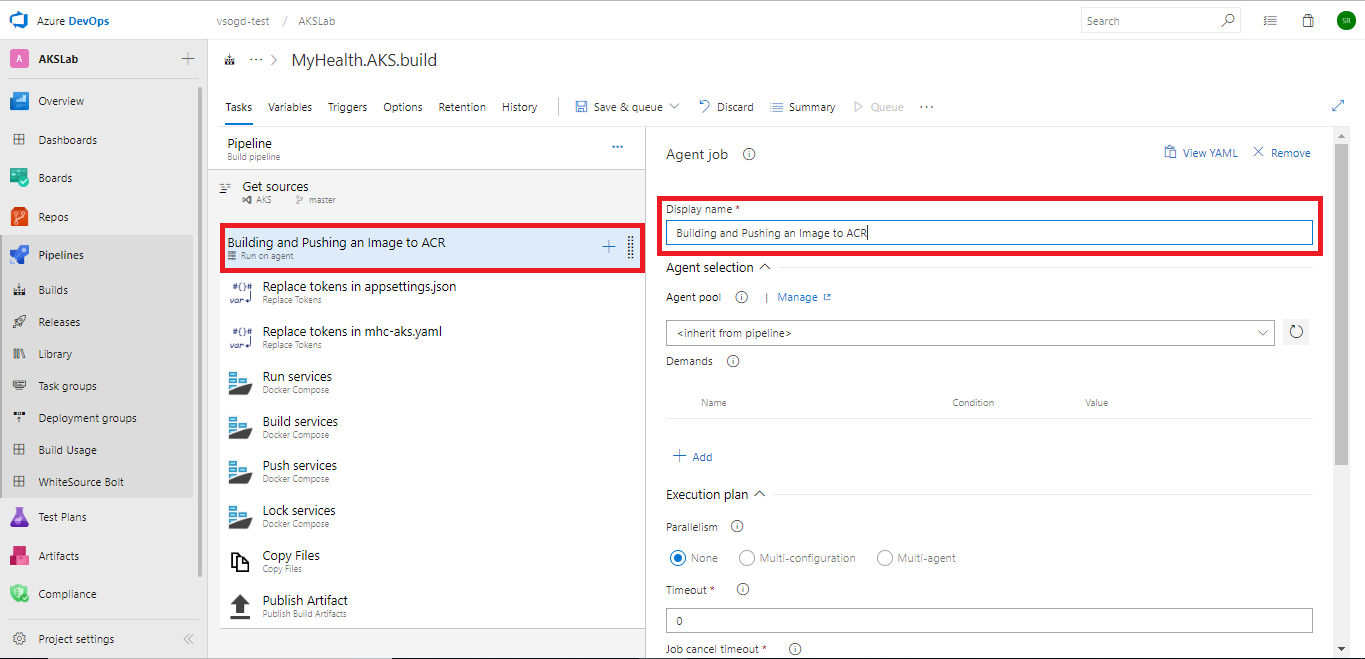 Azure DevOps
vsogd-test / AKSLab
Search
SR
A AKSLab
Overview
Dashboards
Boards
Repos
Pipelines
Builds
Releases
Library
Task groups
Deployment groups
Build Usage
WhiteSource Bolt
Test Plans
Artifacts
Compliance
Project settings
... > MyHealth.AKS.build
Tasks Variables Triggers Options Retention History Save & queue Discard Summary Queue ...
Pipeline ...
Build pipeline
Get sources
AKS master
Building and Pushing an Image to ACR
Run on agent
#{}# var Replace tokens in appsettings.json
Replace Tokens
#{}# var Replace tokens in mhc-aks.yaml
Replace Tokens
Run services
Docker Compose
Build services
Docker Compose
Push services
Docker Compose
Lock services
Docker Compose
Copy Files
Copy Files
Publish Artifact
Publish Build Artifacts
Agent job View YAML Remove
Display name *
Building and Pushing an Image to ACR
Agent selection
Agent pool | Manage
<inherit from pipeline>
Demands
Name Condition Value
Add
Execution plan
Parallelism
None Multi-configuration Multi-agent
Timeout *
0
Job cancel timeout *